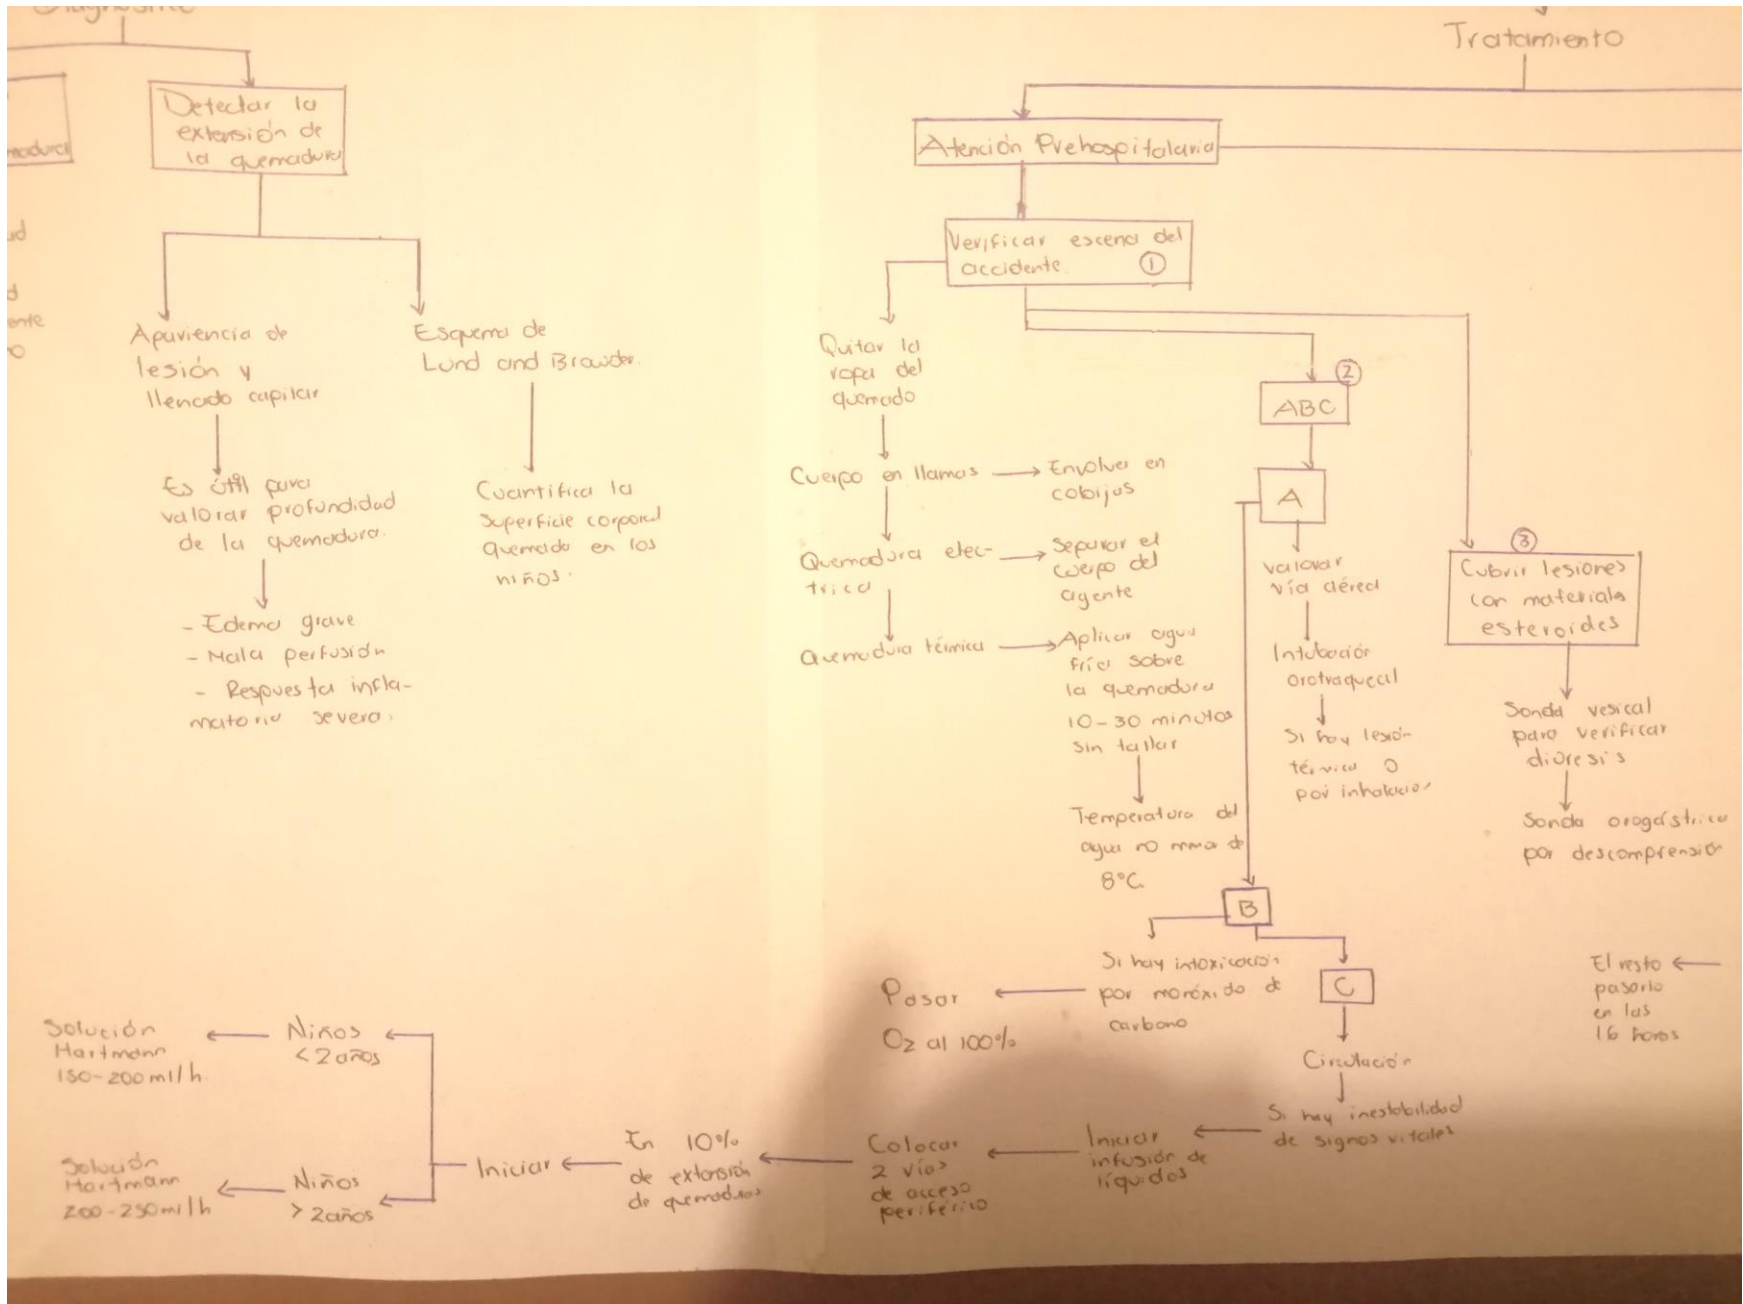 Diagnóstic
Detectar la
extensión de
la quemadura
Apariencia de
lesión y
llenado capilar
Es útil para
valorar profundidad
de la quemadura.
- Edema grave
- Mala perfusión
- Respuesta infla-
matoria severa.
Esquema de
Lund and Browder.
Cuantifica la
superficie corporal
quemada en los
niños.
Tratamiento
Atención Prehospitalaria
Verificar escena del
accidente. 1
Quitar la
ropa del
quemado
Cuerpo en llamas
Envolver en
cobijas
Quemadura elec-
trica
Separar el
cuerpo del
agente
Quemadura térmica
Aplicar agua
fría sobre
la quemadura
10-30 minutos
sin tallar
Temperatura del
agua no de
8°C.
2
ABC
A
valorar
vía aérea
Intubación
orotraqueal
Si hay lesión
térmica o
por inhalación
3
Cubrir lesiones
con materiales
esteroides
Sonda vesical
para verificar
diuresis
Sonda orogástrica
por descomprensión
B
Si hay intoxicación
por monóxido de
carbono
Pasar
O2 al 100%
C
Circulación
Si hay inestabilidad
de signos vitales
Iniciar
infusión de
líquidos
Colocar
2 vías
de acceso
periférico
En 10%
de extensión
de quemaduras
Iniciar
Niños
< 2 años
Solución
Hartmann
150-200 ml/h.
Niños
> 2 años
Solución
Hartmann
200-250 ml/h
El resto
pasarlo
en las
16 horas